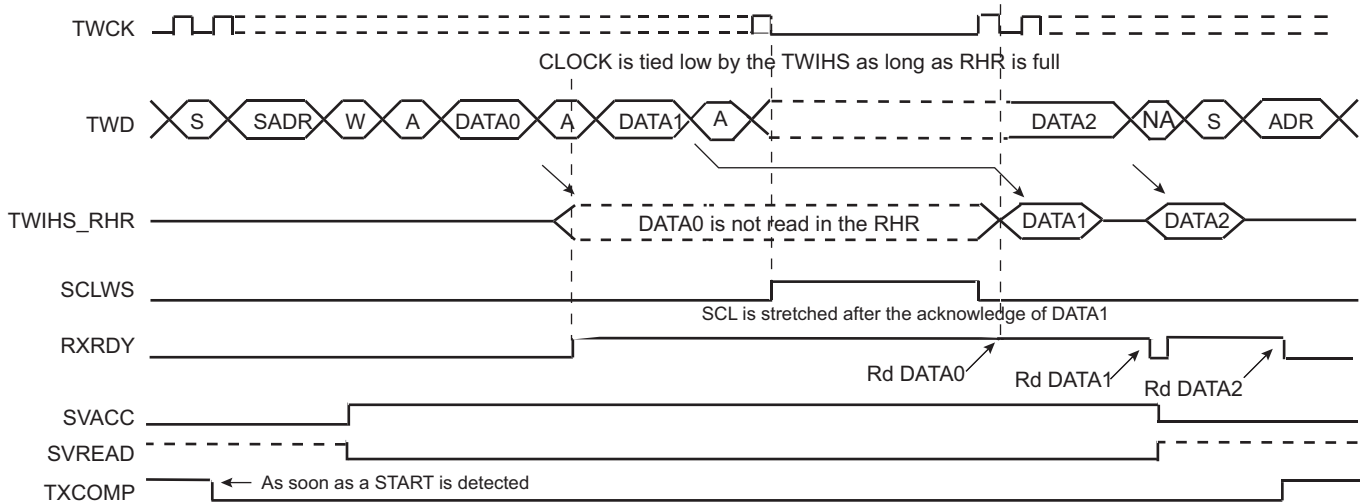 TWCK
CLOCK is tied low by the TWIHS as long as RHR is full
TWD S SADR W A DATA0 A DATA1 A DATA2 NA S ADR
TWIHS_RHR DATA0 is not read in the RHR DATA1 DATA2
SCLWS
SCL is stretched after the acknowledge of DATA1
RXRDY
Rd DATA0 Rd DATA1 Rd DATA2
SVACC
SVREAD
TXCOMP As soon as a START is detected